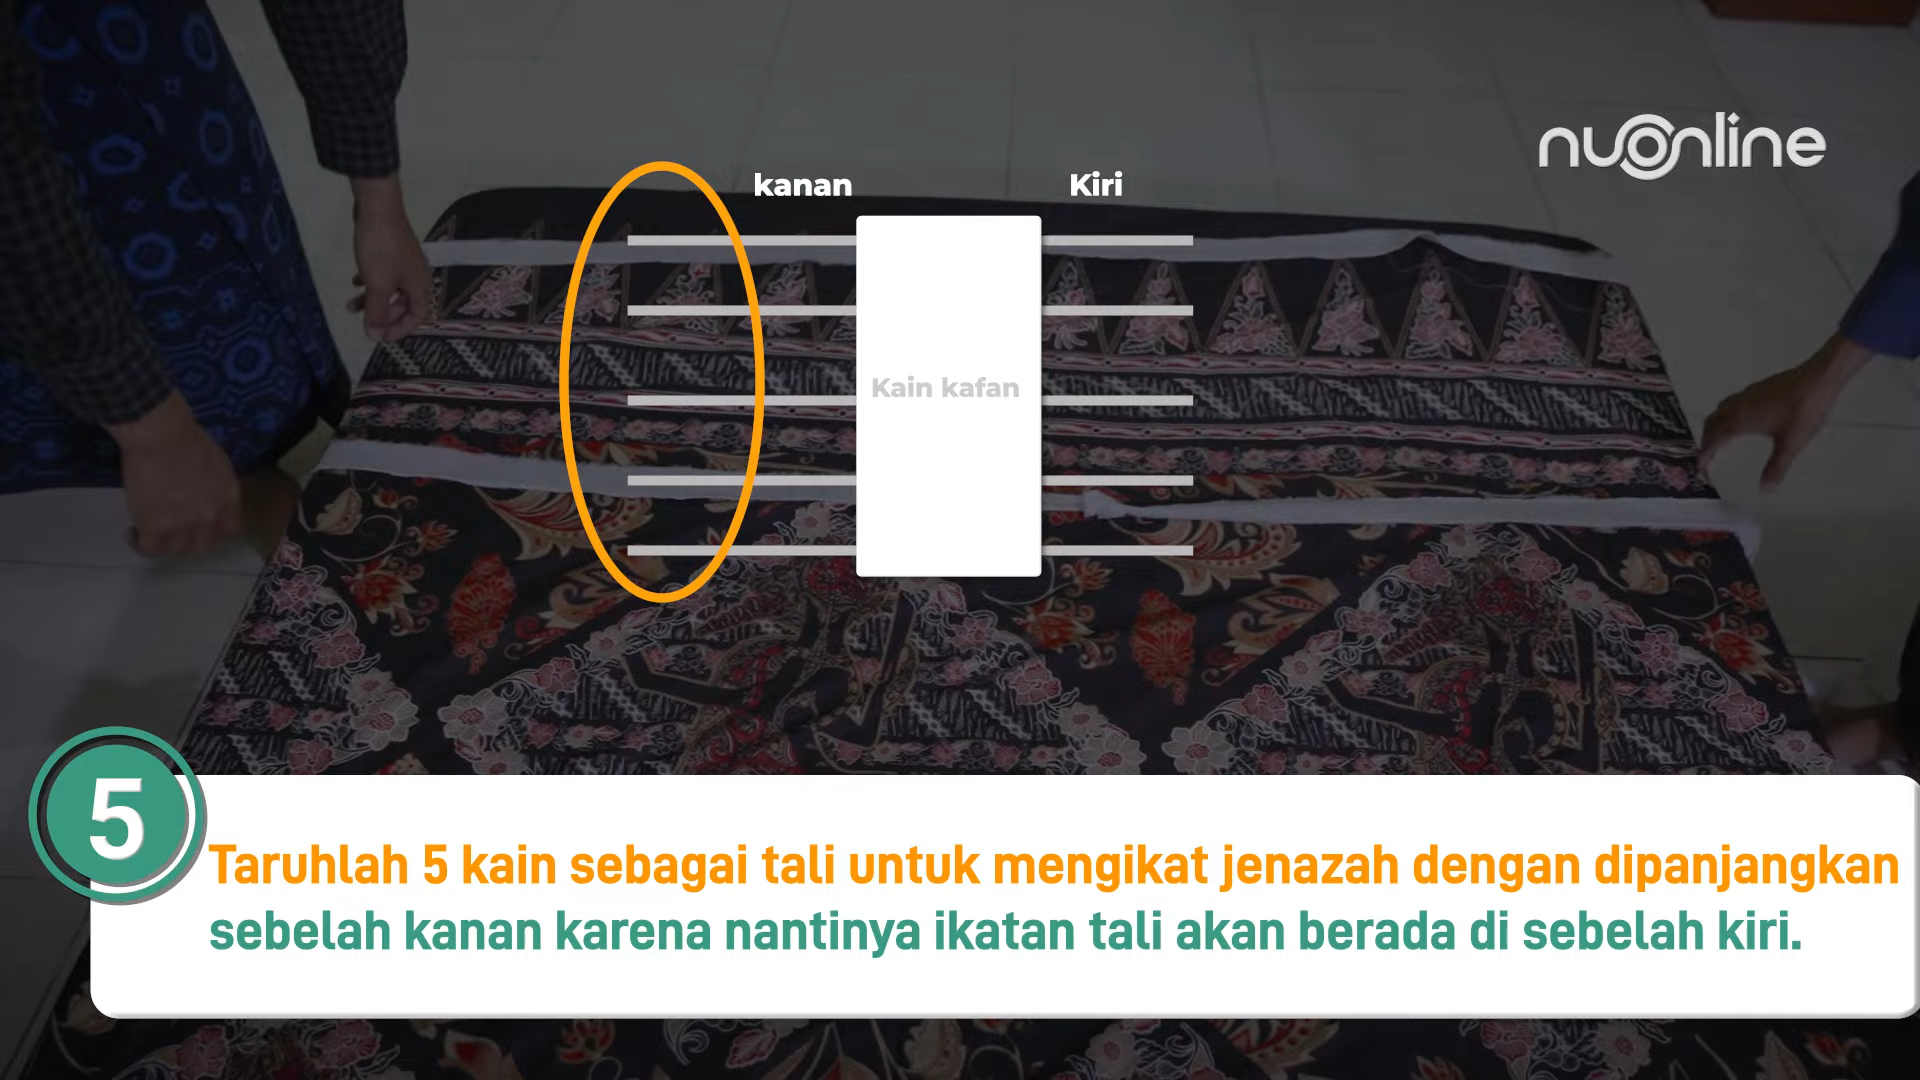 nuonline
kanan Kiri
Kain kafan
5
Taruhlah 5 kain sebagai tali untuk mengikat jenazah dengan dipanjangkan
sebelah kanan karena nantinya ikatan tali akan berada di sebelah kiri.